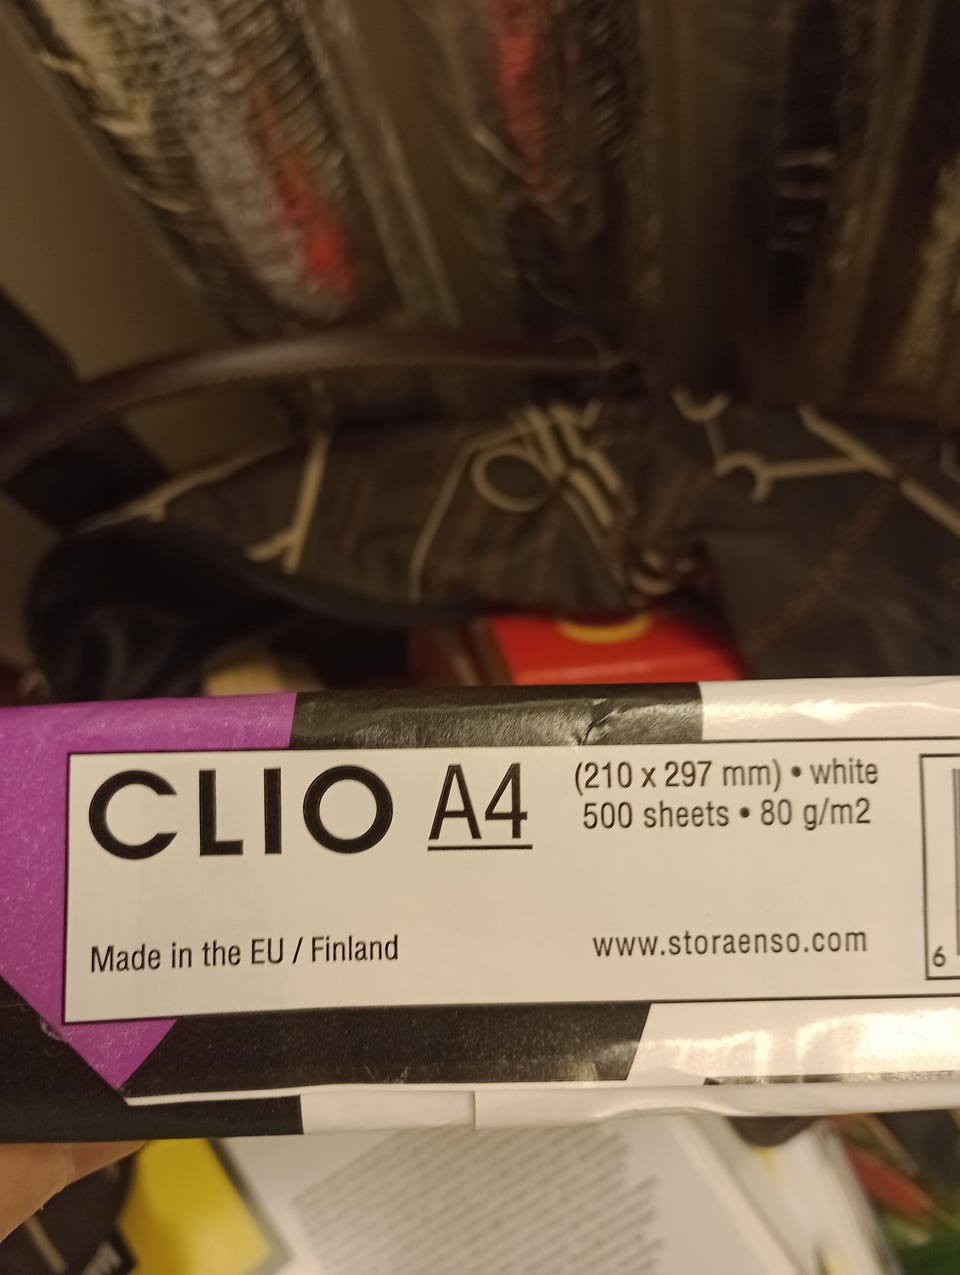 CLIO A4
(210 x 297 mm) • white
500 sheets • 80 g/m2
Made in the EU / Finland
www.storaenso.com
6